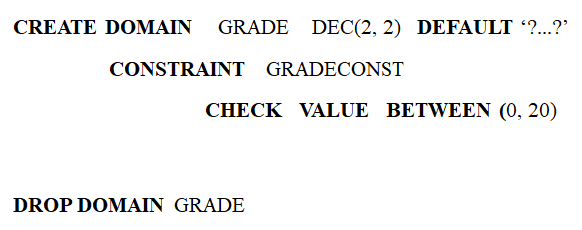 CREATE DOMAIN GRADE DEC(2, 2) DEFAULT ‘?...?’
CONSTRAINT GRADECONST
CHECK VALUE BETWEEN (0, 20)
DROP DOMAIN GRADE